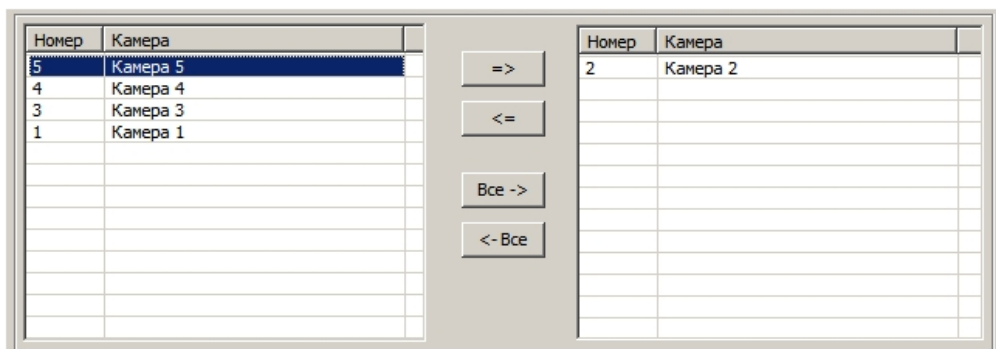 Номер Камера
5 Камера 5
4 Камера 4
3 Камера 3
1 Камера 1
=>
<=
Все ->
<- Все
Номер Камера
2 Камера 2